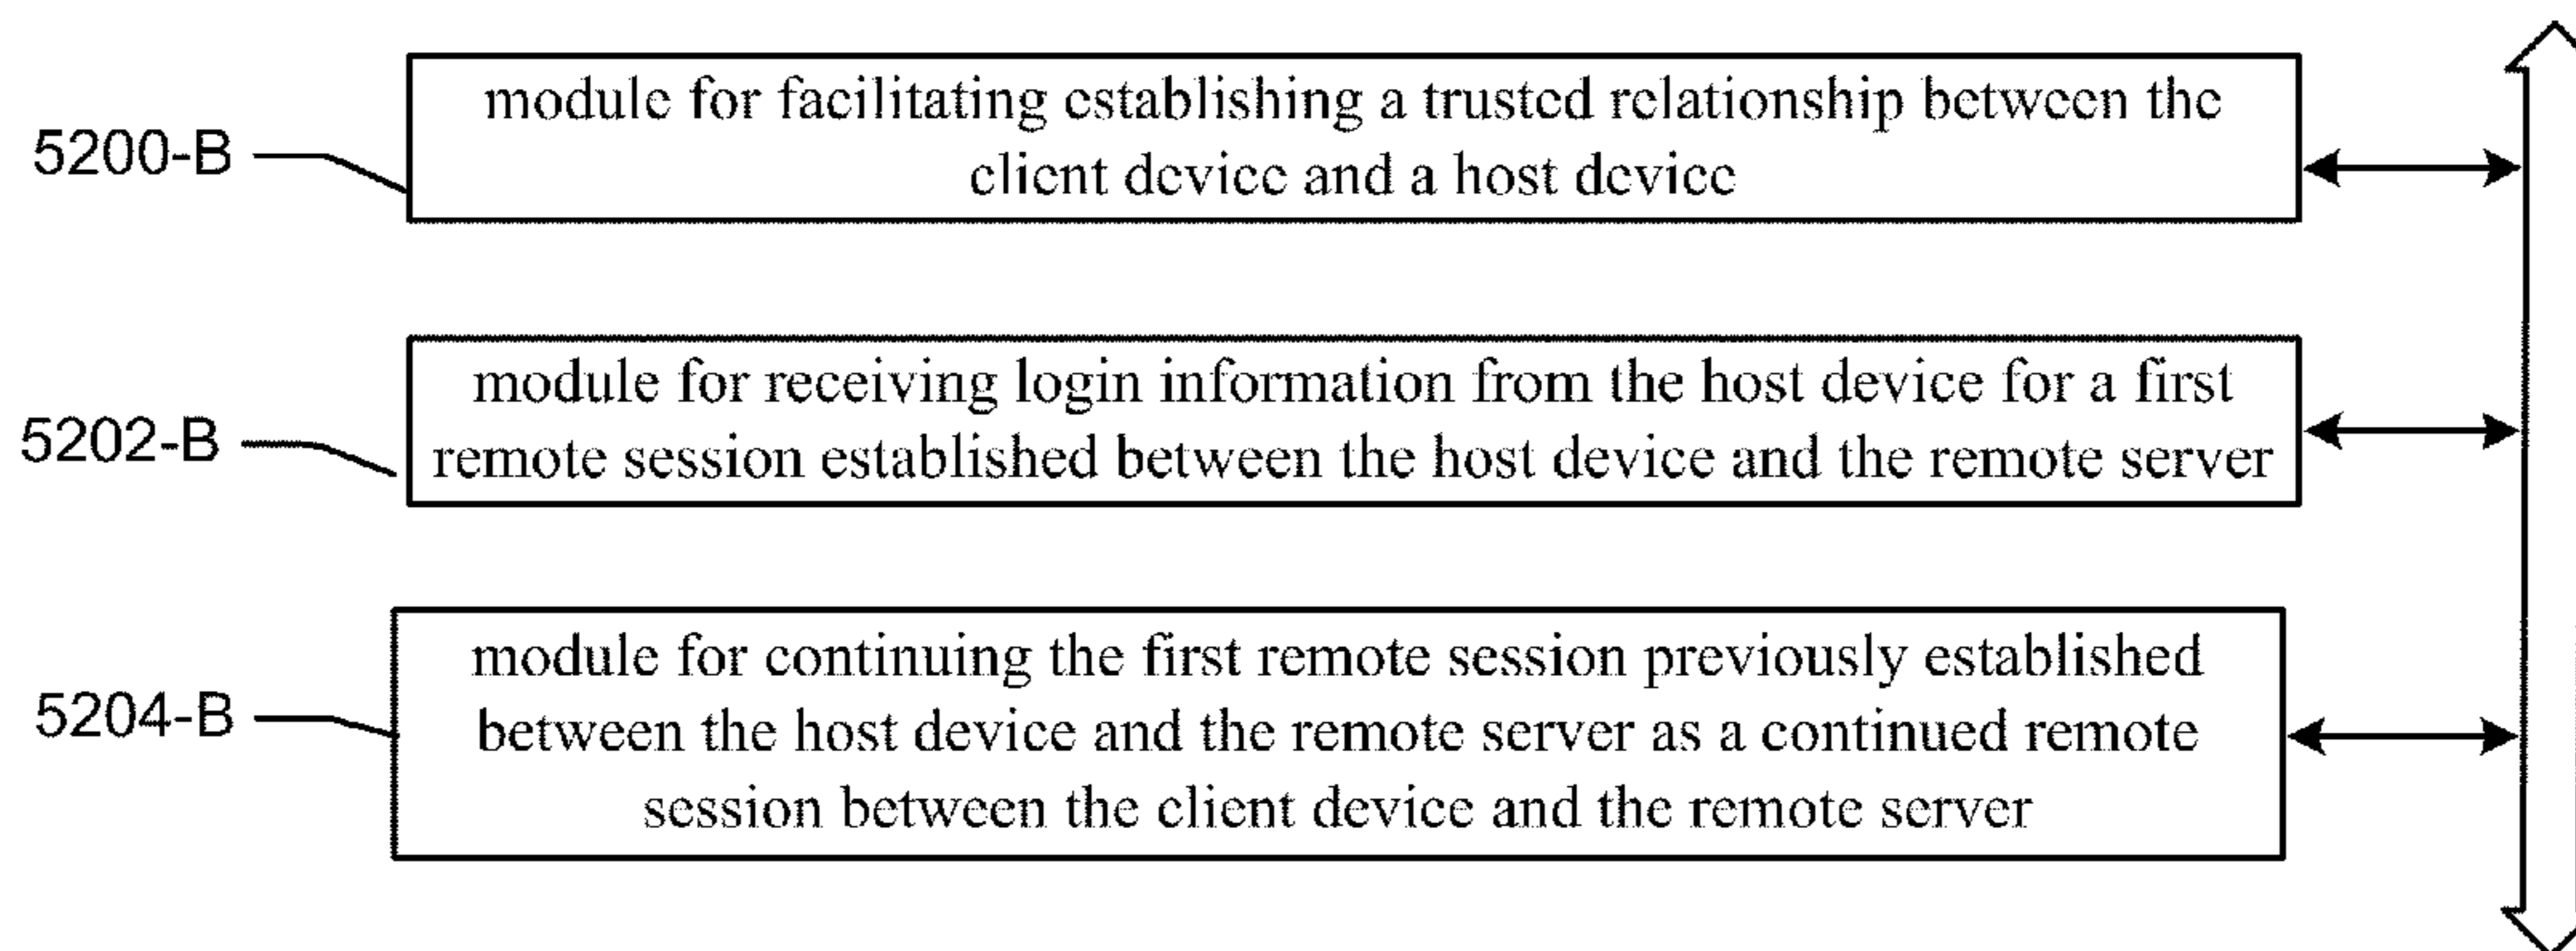 module for facilitating establishing a trusted relationship between the
client device and a host device
5200-B
module for receiving login information from the host device for a first
remote session established between the host device and the remote server
5202-B
module for continuing the first remote session previously established
between the host device and the remote server as a continued remote
session between the client device and the remote server
5204-B